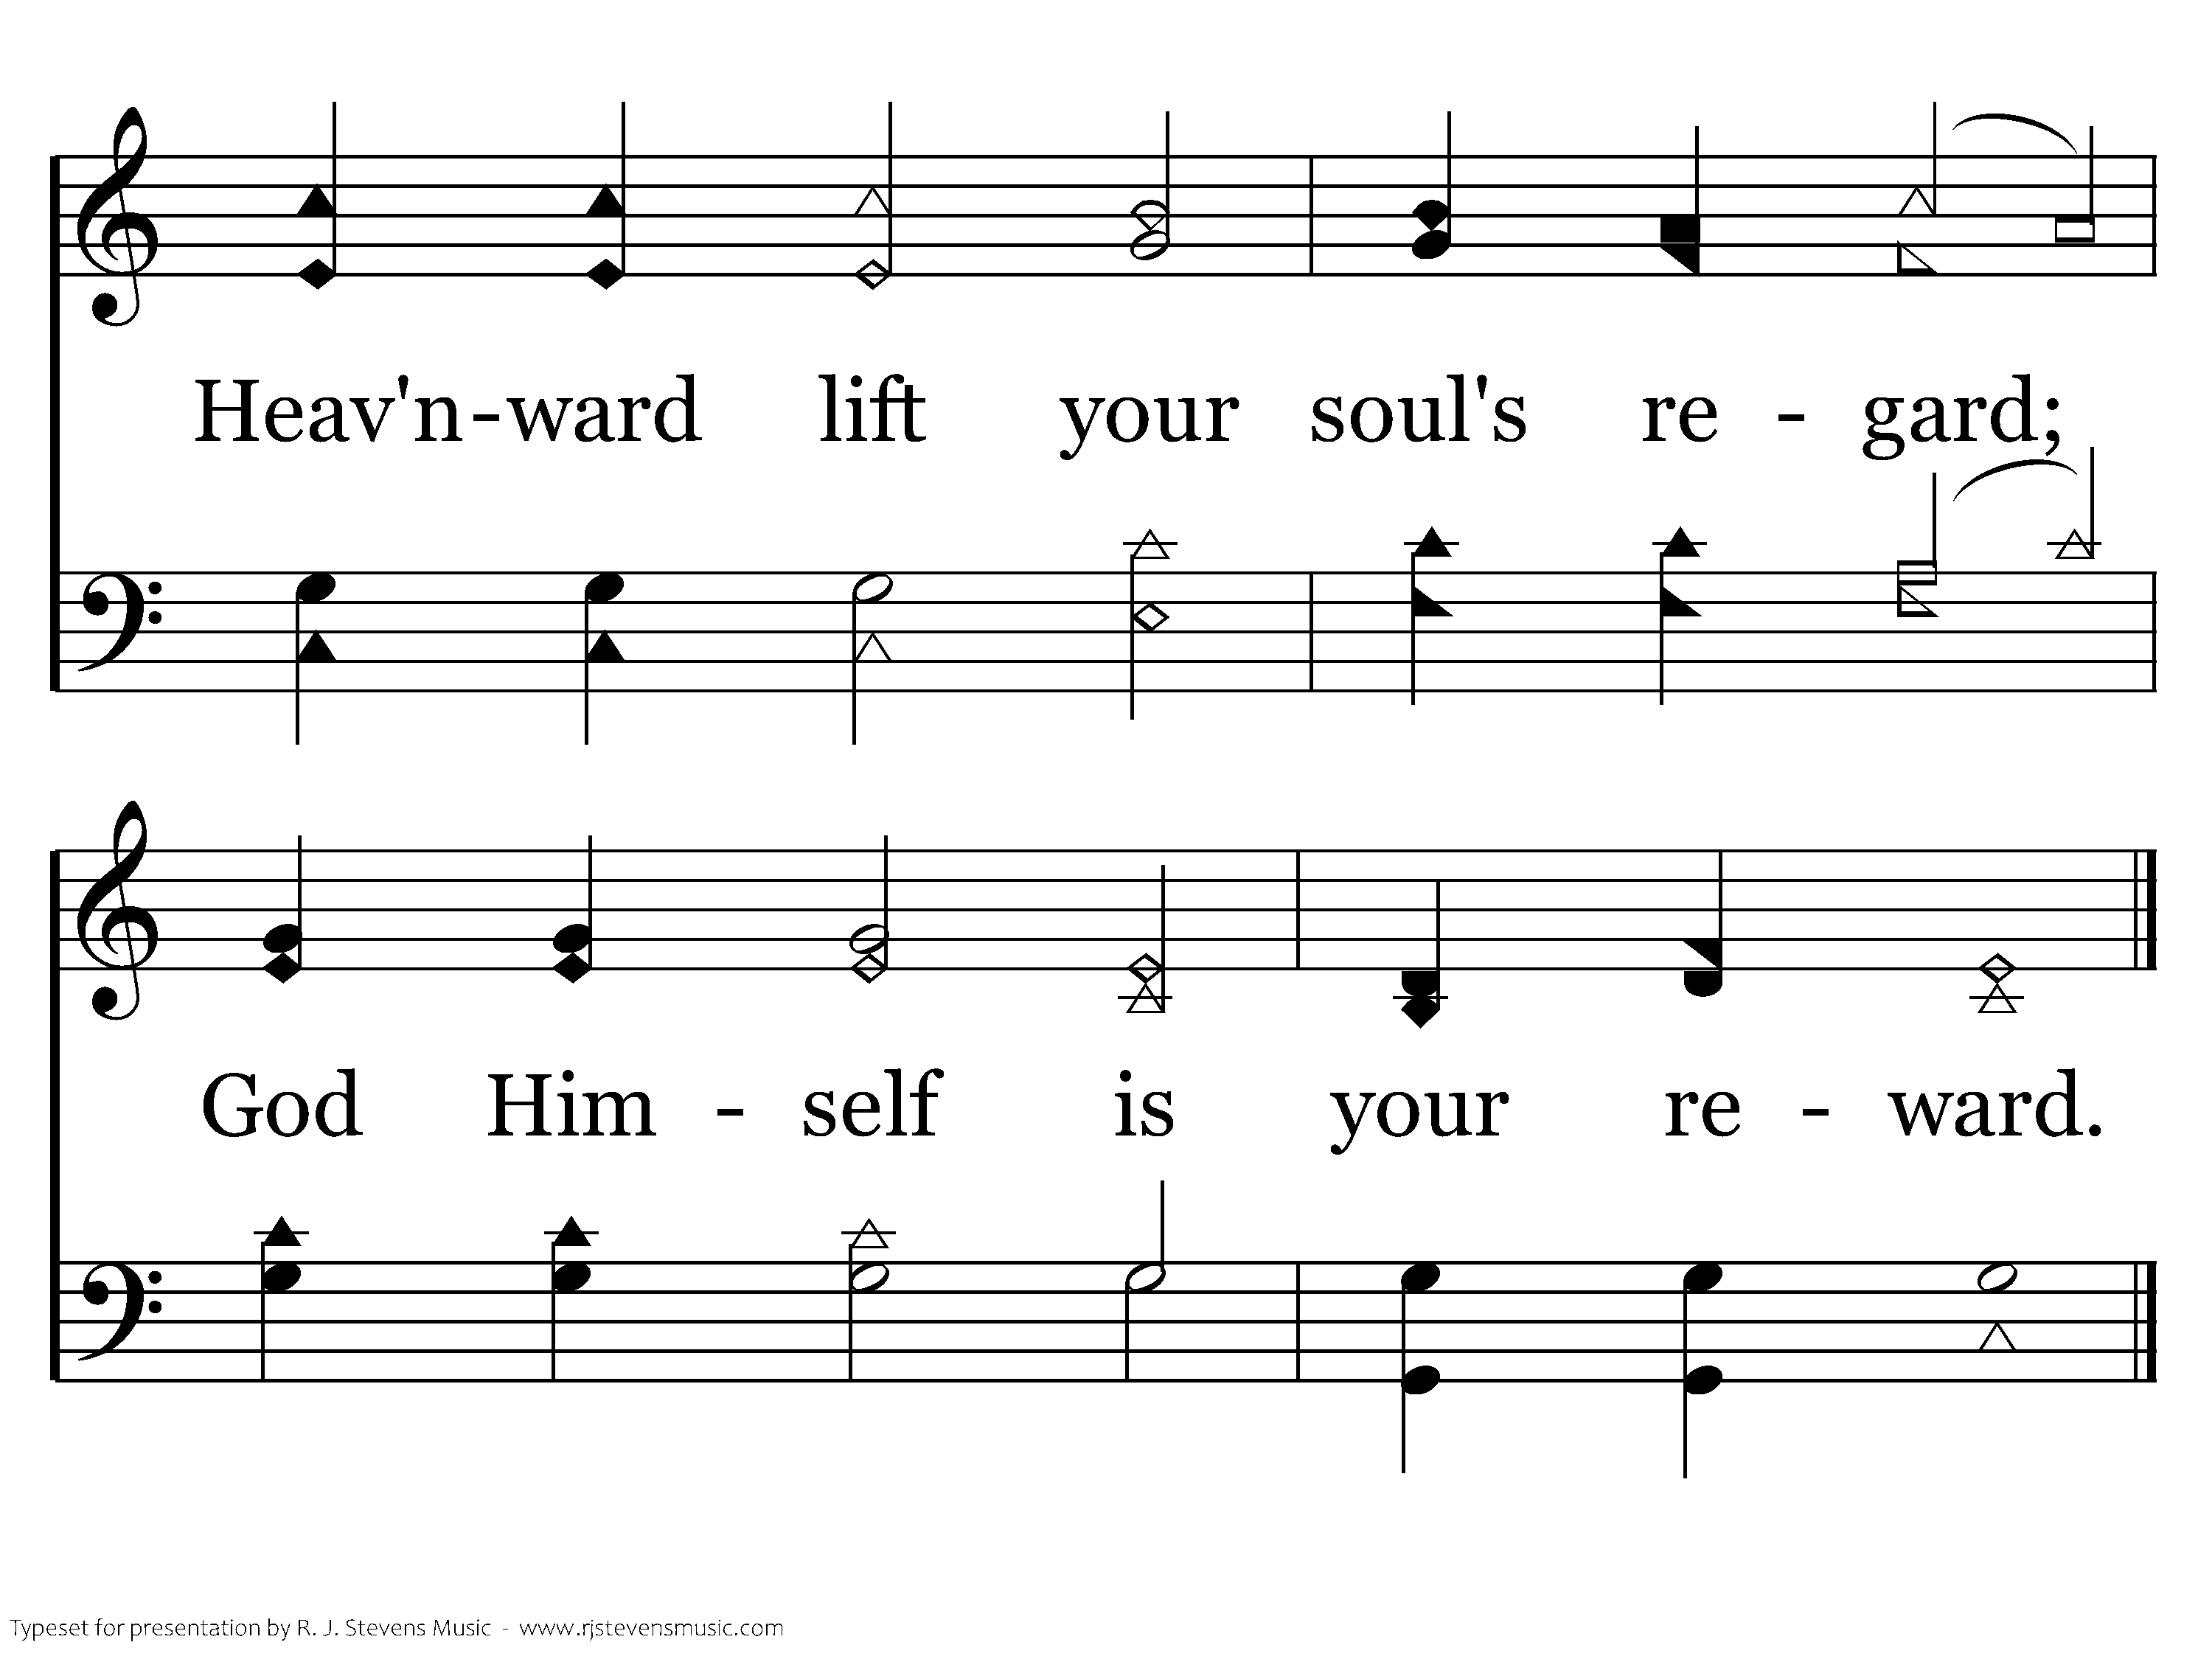 Heav'n-ward lift your soul's re - gard;
God Him - self is your re - ward.
Typeset for presentation by R. J. Stevens Music - www.rjstevensmusic.com